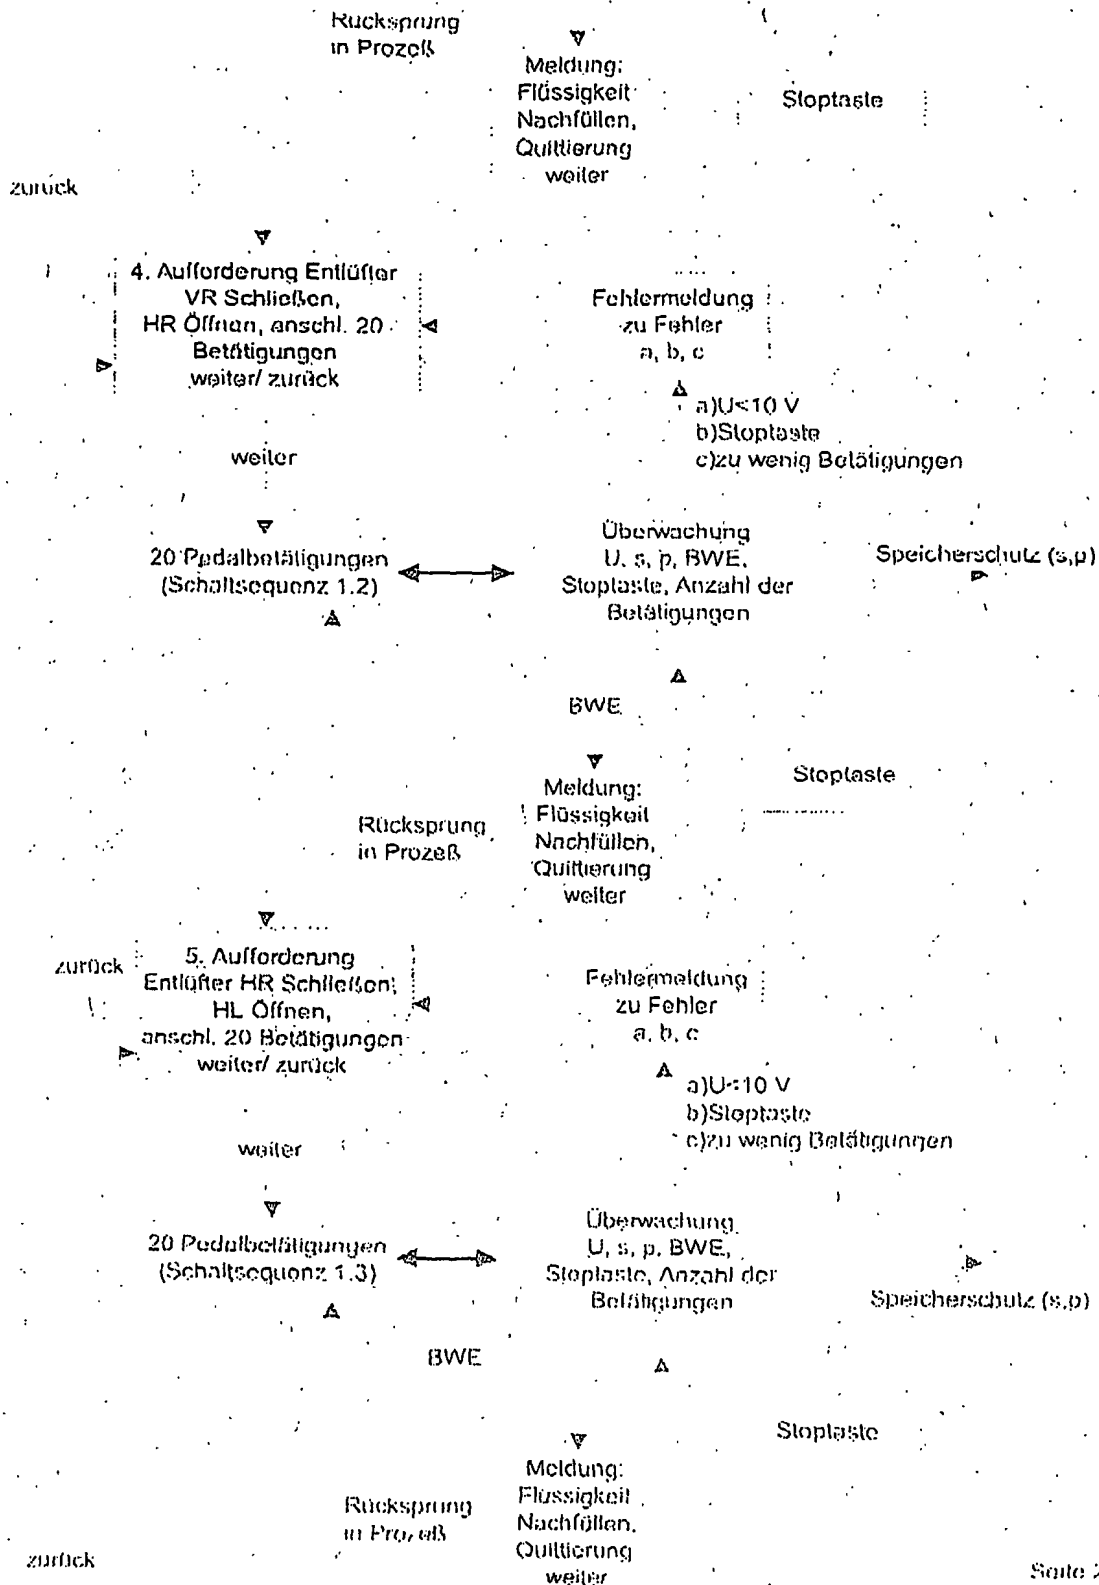 Rücksprung
in Prozeß
Meldung:
Flüssigkeit
Nachfüllen,
Quittierung
weiter
Stoptaste
zurück
4. Aufforderung Entlüfter
VR Schließen,
HR Öffnen, anschl. 20
Betätigungen
weiter/ zurück
Fehlermeldung
zu Fehler
a, b, c
a)U<10 V
b)Stoptaste
c)zu wenig Betätigungen
weiter
20 Pedalbetätigungen
(Schaltsequenz 1.2)
Überwachung
U, s, p, BWE,
Stoptaste, Anzahl der
Betätigungen
Speicherschutz (s,p)
BWE
Stoptaste
Meldung:
Flüssigkeit
Nachfüllen,
Quittierung
weiter
Rücksprung
in Prozeß
zurück
5. Aufforderung
Entlüfter HR Schließen,
HL Öffnen,
anschl. 20 Betätigungen
weiter/ zurück
Fehlermeldung
zu Fehler
a, b, c
a)U<10 V
b)Stoptaste
c)zu wenig Betätigungen
weiter
20 Pedalbetätigungen
(Schaltsequenz 1.3)
Überwachung
U, s, p, BWE,
Stoptaste, Anzahl der
Betätigungen
Speicherschutz (s,p)
BWE
Stoptaste
Meldung:
Flüssigkeit
Nachfüllen,
Quittierung
weiter
Rücksprung
in Prozeß
zurück
Seite 2